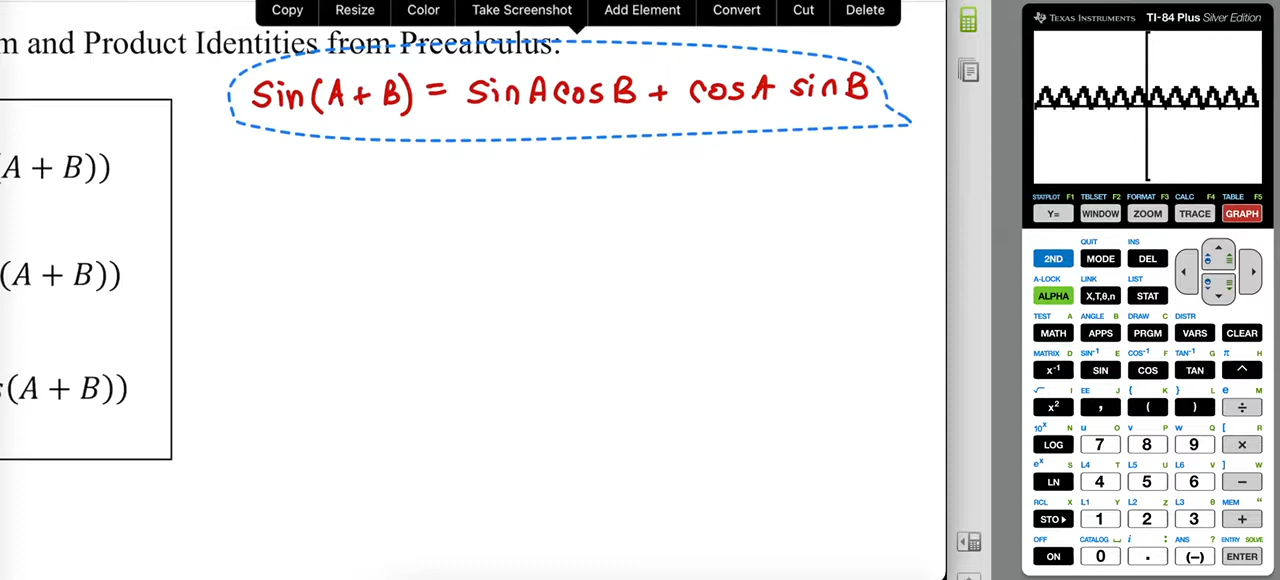 Copy Resize Color Take Screenshot Add Element Convert Cut Delete
m and Product Identities from Precalculus:
Sin(A + B) = sinA cosB + cosA sinB
(A + B))
(A + B))
(A + B))
TEXAS INSTRUMENTS TI-84 Plus Silver Edition
STATPLOT F1 TBLSET F2 FORMAT F3 CALC F4 TABLE F5
Y= WINDOW ZOOM TRACE GRAPH
QUIT INS
2ND MODE DEL
A-LOCK LINK LIST
ALPHA X,T,θ,n STAT
TEST A ANGLE B DRAW C DISTR
MATH APPS PRGM VARS CLEAR
MATRIX D SIN⁻¹ E COS⁻¹ F TAN⁻¹ G π H
x⁻¹ SIN COS TAN ^
√ I EE J { K } L e M
x² , ( ) ÷
10ˣ N u O v P w Q [ R
LOG 7 8 9 ×
eˣ S L4 T L5 U L6 V ] W
LN 4 5 6 −
RCL X L1 Y L2 Z L3 θ MEM "
STO▸ 1 2 3 +
OFF CATALOG ⎵ i : ANS ? ENTRY SOLVE
ON 0 . (−) ENTER